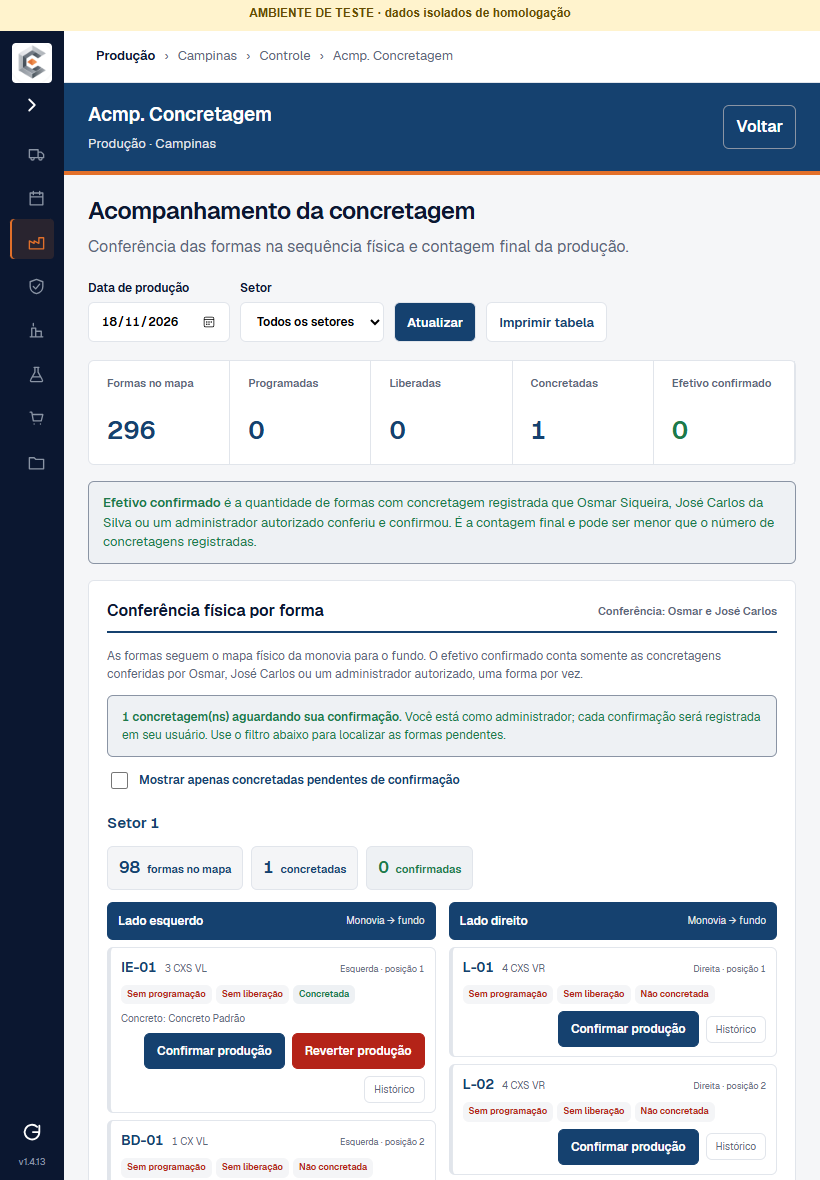 AMBIENTE DE TESTE · dados isolados de homologação
Produção › Campinas › Controle › Acmp. Concretagem
Acmp. Concretagem
Produção · Campinas
Voltar
Acompanhamento da concretagem
Conferência das formas na sequência física e contagem final da produção.
Data de produção Setor
18/11/2026 Todos os setores Atualizar Imprimir tabela
Formas no mapa Programadas Liberadas Concretadas Efetivo confirmado
296 0 0 1 0
Efetivo confirmado é a quantidade de formas com concretagem registrada que Osmar Siqueira, José Carlos da
Silva ou um administrador autorizado conferiu e confirmou. É a contagem final e pode ser menor que o número de
concretagens registradas.
Conferência física por forma Conferência: Osmar e José Carlos
As formas seguem o mapa físico da monovia para o fundo. O efetivo confirmado conta somente as concretagens
conferidas por Osmar, José Carlos ou um administrador autorizado, uma forma por vez.
1 concretagem(ns) aguardando sua confirmação. Você está como administrador; cada confirmação será registrada
em seu usuário. Use o filtro abaixo para localizar as formas pendentes.
Mostrar apenas concretadas pendentes de confirmação
Setor 1
98 formas no mapa 1 concretadas 0 confirmadas
Lado esquerdo Monovia → fundo
IE-01 3 CXS VL Esquerda · posição 1
Sem programação Sem liberação Concretada
Concreto: Concreto Padrão
Confirmar produção Reverter produção
Histórico
BD-01 1 CX VL Esquerda · posição 2
Sem programação Sem liberação Não concretada
Lado direito Monovia → fundo
L-01 4 CXS VR Direita · posição 1
Sem programação Sem liberação Não concretada
Confirmar produção Histórico
L-02 4 CXS VR Direita · posição 2
Sem programação Sem liberação Não concretada
Confirmar produção Histórico
v1.4.13